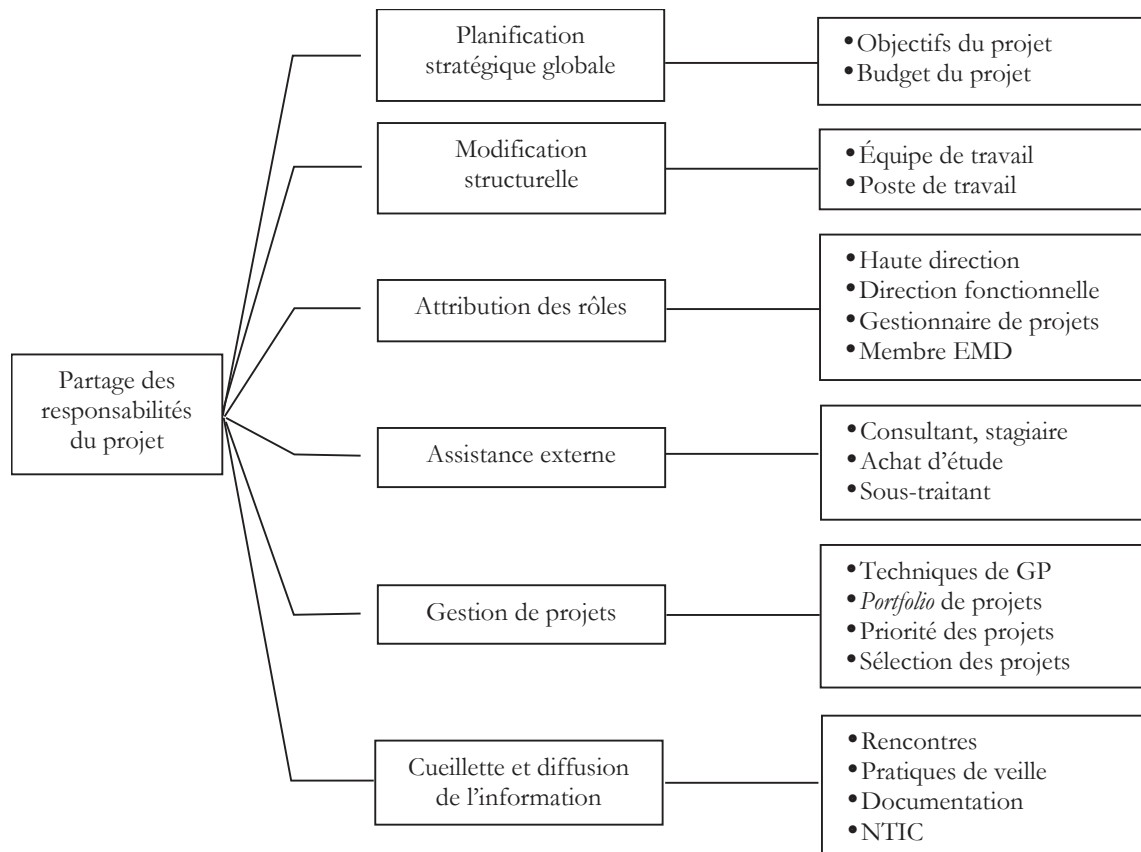 Planification
stratégique globale
• Objectifs du projet
• Budget du projet
Modification
structurelle
• Équipe de travail
• Poste de travail
Attribution des rôles
• Haute direction
• Direction fonctionnelle
• Gestionnaire de projets
• Membre EMD
Partage des
responsabilités
du projet
Assistance externe
• Consultant, stagiaire
• Achat d’étude
• Sous-traitant
Gestion de projets
• Techniques de GP
• Portfolio de projets
• Priorité des projets
• Sélection des projets
Cueillette et diffusion
de l’information
• Rencontres
• Pratiques de veille
• Documentation
• NTIC